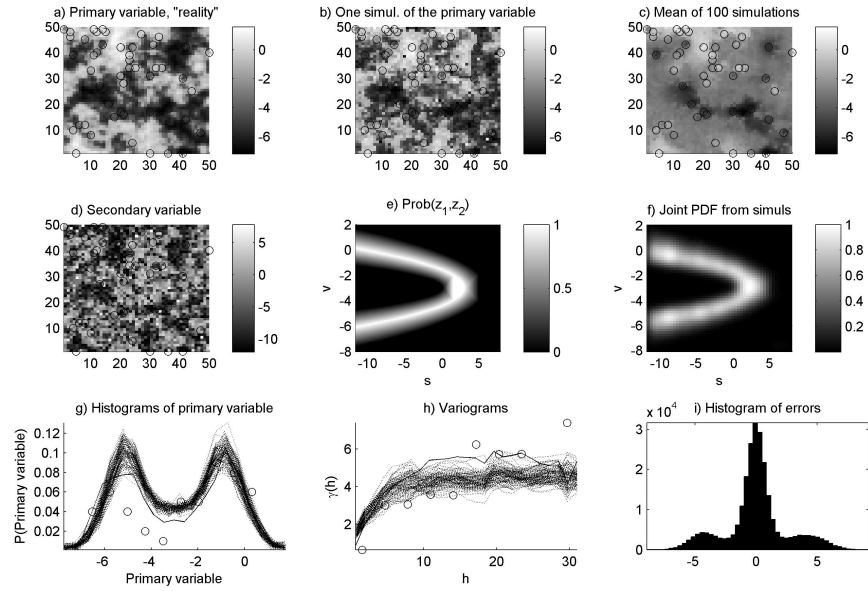 a) Primary variable, "reality"
b) One simul. of the primary variable
c) Mean of 100 simulations
50
40
30
20
10
10 20 30 40 50
0
-2
-4
-6
50
40
30
20
10
10 20 30 40 50
0
-2
-4
-6
50
40
30
20
10
10 20 30 40 50
0
-2
-4
-6
d) Secondary variable
e) Prob(z1,z2)
f) Joint PDF from simuls
50
40
30
20
10
10 20 30 40 50
5
0
-5
-10
v
2
0
-2
-4
-6
-8
-10 -5 0 5
s
1
0.5
0
v
2
0
-2
-4
-6
-8
-10 -5 0 5
s
1
0.8
0.6
0.4
0.2
g) Histograms of primary variable
h) Variograms
i) Histogram of errors
P(Primary variable)
0.12
0.1
0.08
0.06
0.04
0.02
-6 -4 -2 0
Primary variable
γ(h)
6
4
2
10 20 30
h
x 10^4
3
2
1
0
-5 0 5